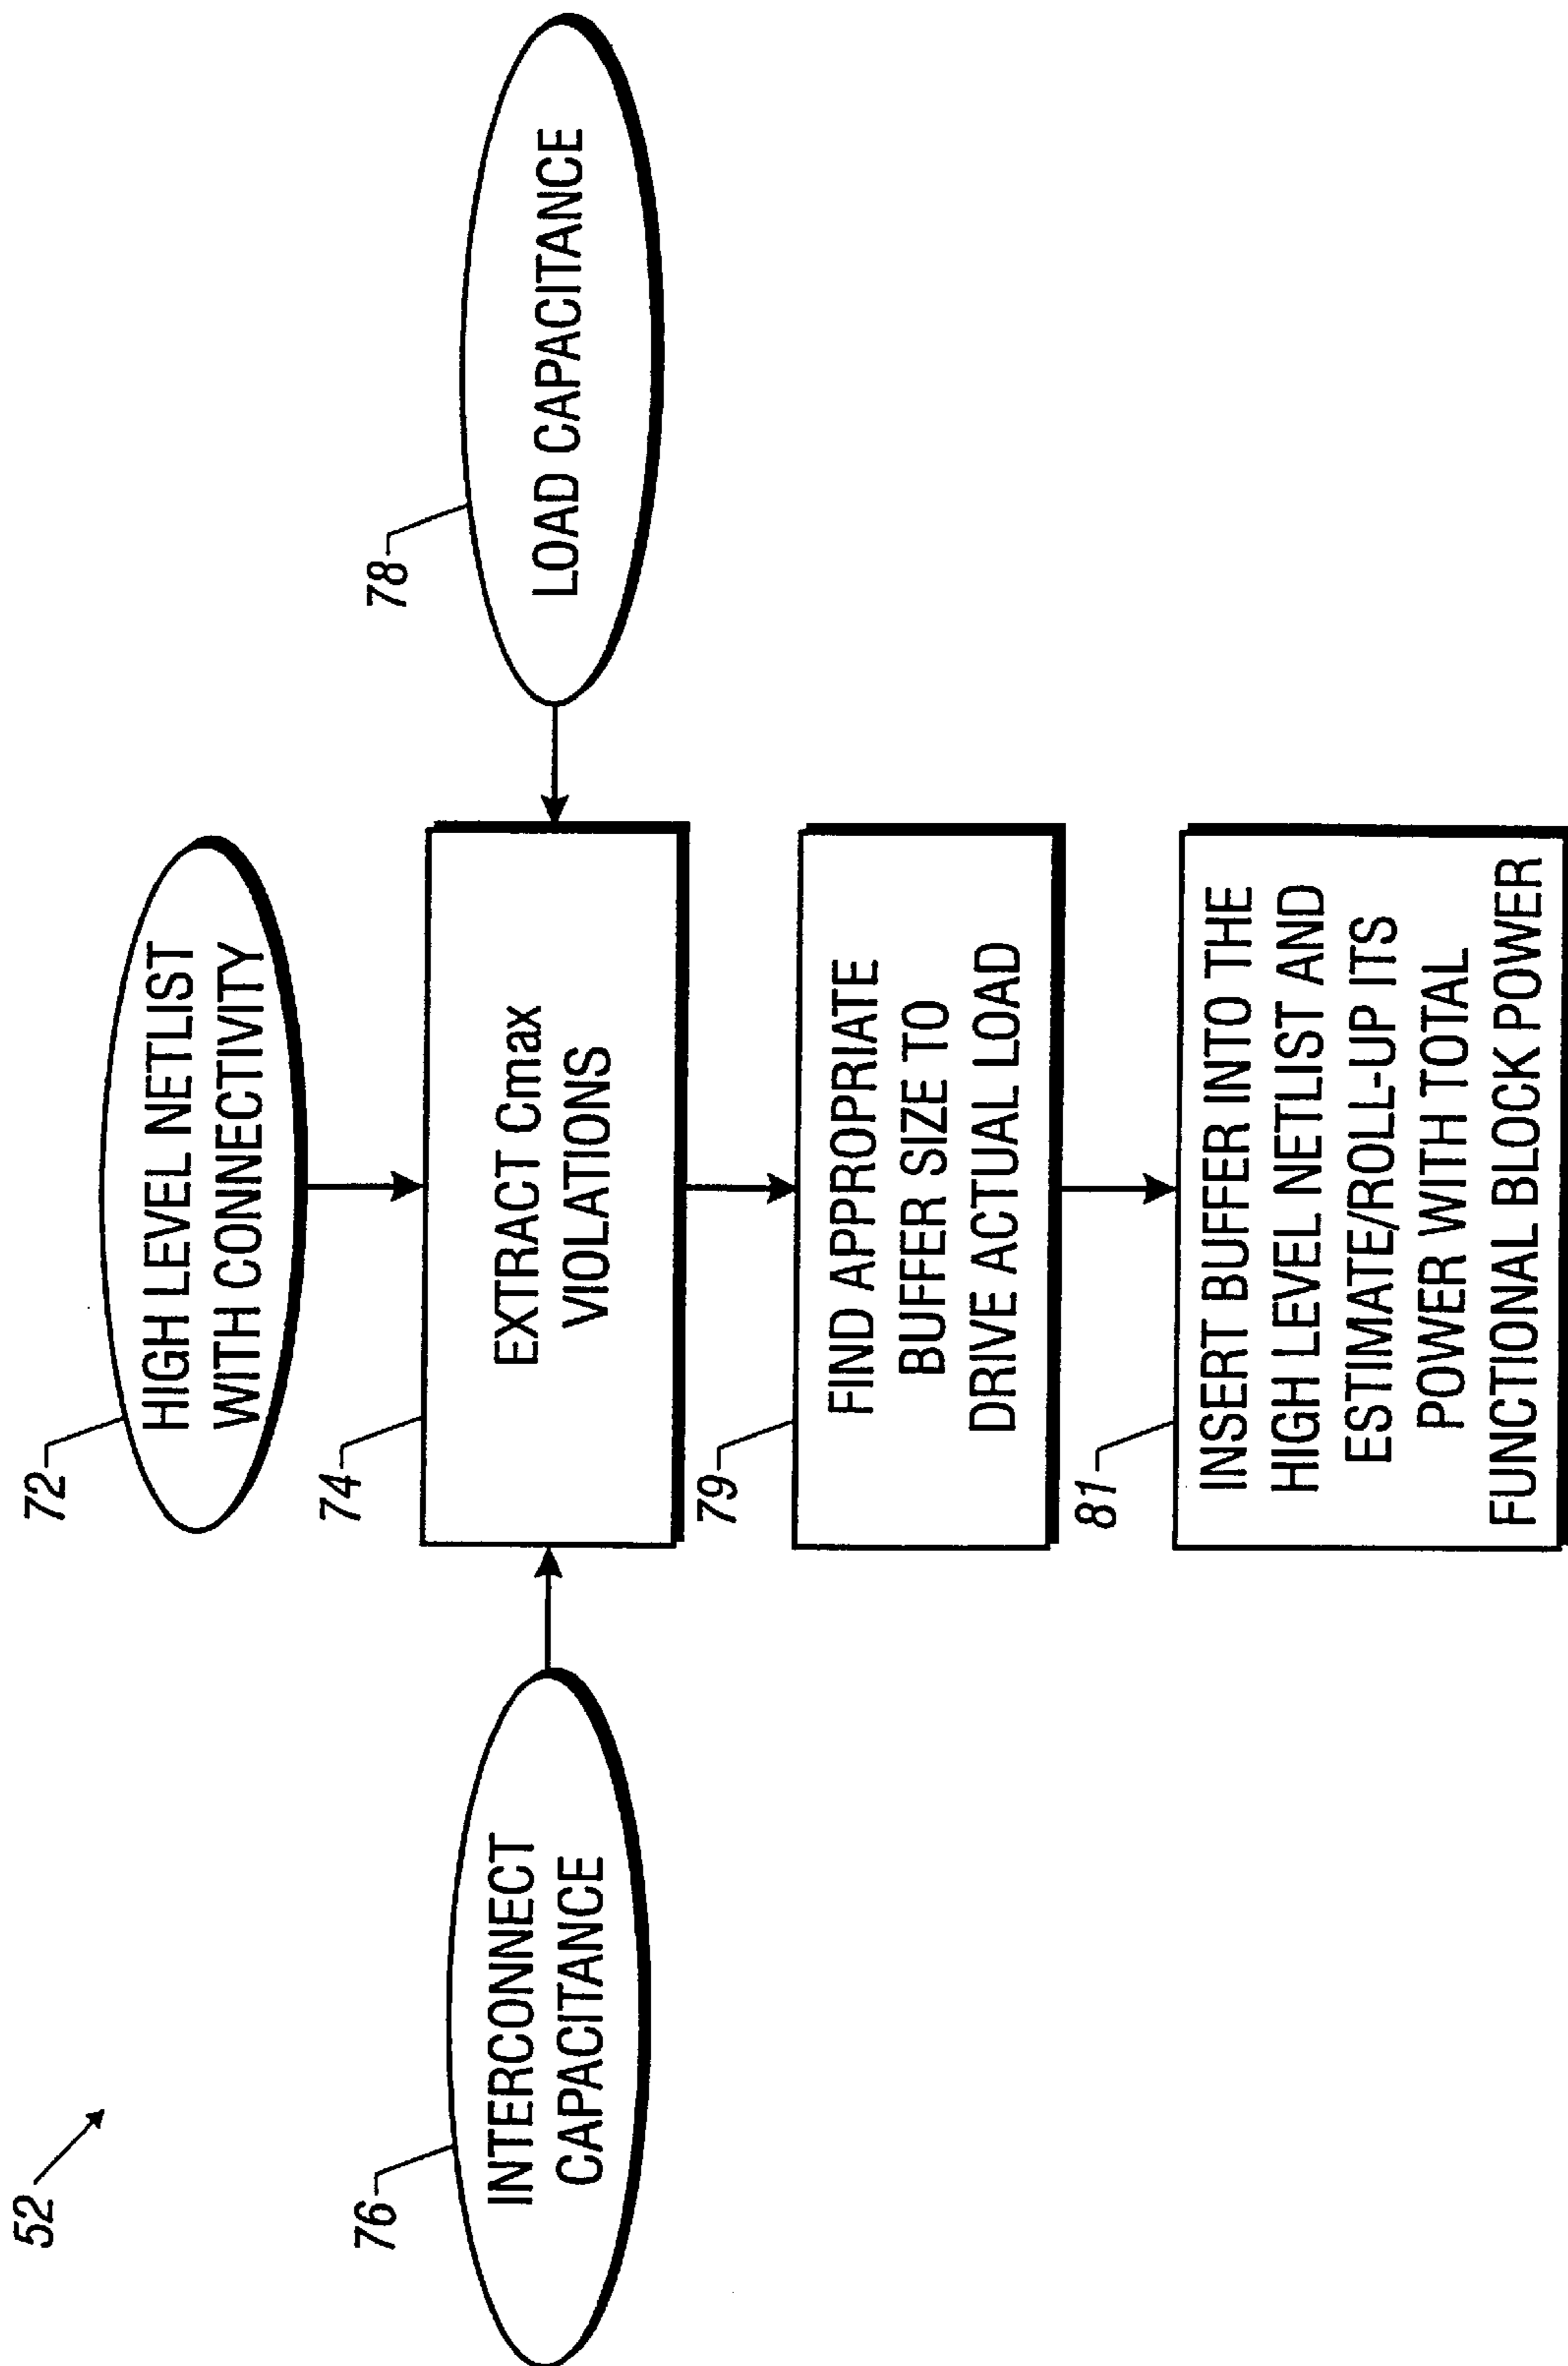 52
72
HIGH LEVEL NETLIST
WITH CONNECTIVITY
76
INTERCONNECT
CAPACITANCE
74
EXTRACT Cmax
VIOLATIONS
78
LOAD CAPACITANCE
79
FIND APPROPRIATE
BUFFER SIZE TO
DRIVE ACTUAL LOAD
81
INSERT BUFFER INTO THE
HIGH LEVEL NETLIST AND
ESTIMATE/ROLL-UP ITS
POWER WITH TOTAL
FUNCTIONAL BLOCK POWER